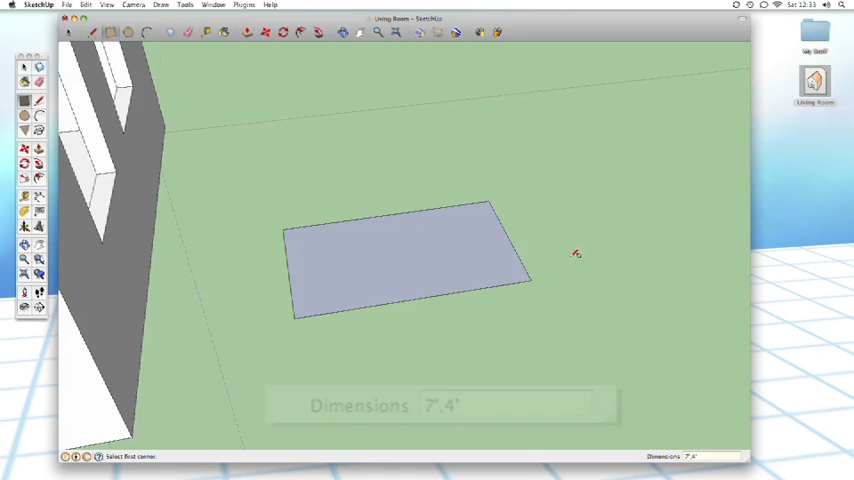 SketchUp File Edit View Camera Draw Tools Window Plugins Help Sat 12:33
Living Room - SketchUp
My Stuff
Living Room
Dimensions 7',4'
Select first corner.
Dimensions 7',4'